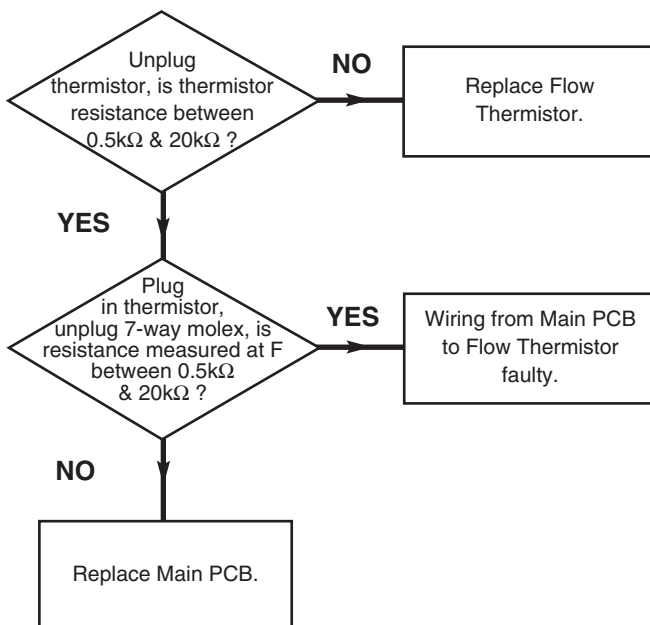 Unplug
thermistor, is thermistor
resistance between
0.5kΩ & 20kΩ ?
NO
Replace Flow
Thermistor.
YES
Plug
in thermistor,
unplug 7-way molex, is
resistance measured at F
between 0.5kΩ
& 20kΩ ?
YES
Wiring from Main PCB
to Flow Thermistor
faulty.
NO
Replace Main PCB.